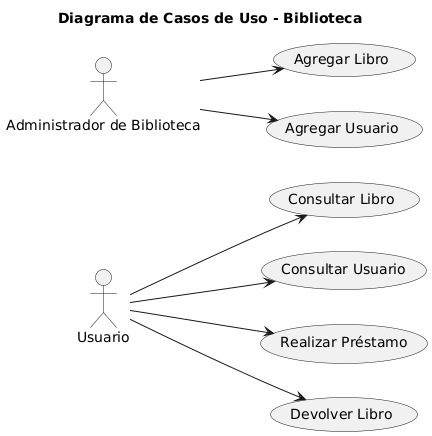 Diagrama de Casos de Uso - Biblioteca
Agregar Libro
Administrador de Biblioteca
Agregar Usuario
Consultar Libro
Consultar Usuario
Usuario
Realizar Préstamo
Devolver Libro